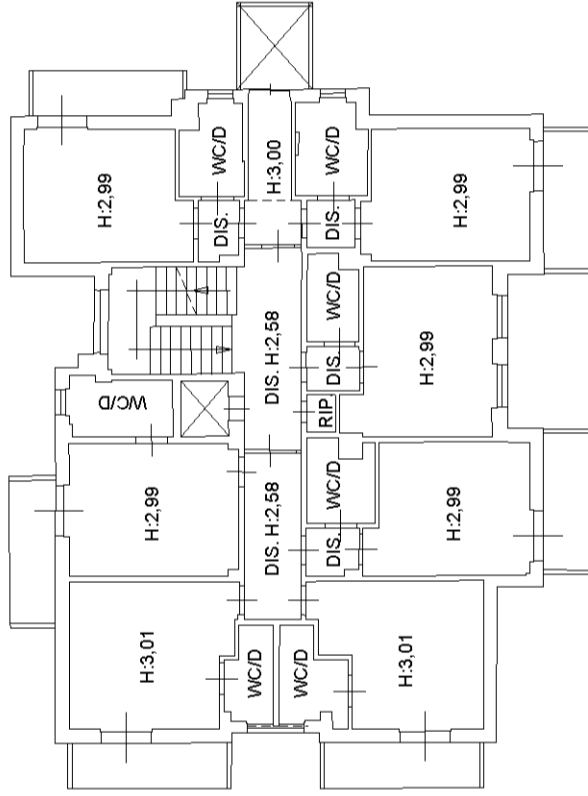 WC/D
WC/D
H:3,00
H:2,99
DIS.
DIS.
H:2,99
WC/D
DIS. H:2,58
DIS.
H:2,99
WC/D
RIP.
H:2,99
DIS. H:2,58
WC/D
DIS.
H:2,99
H:3,01
WC/D
WC/D
H:3,01